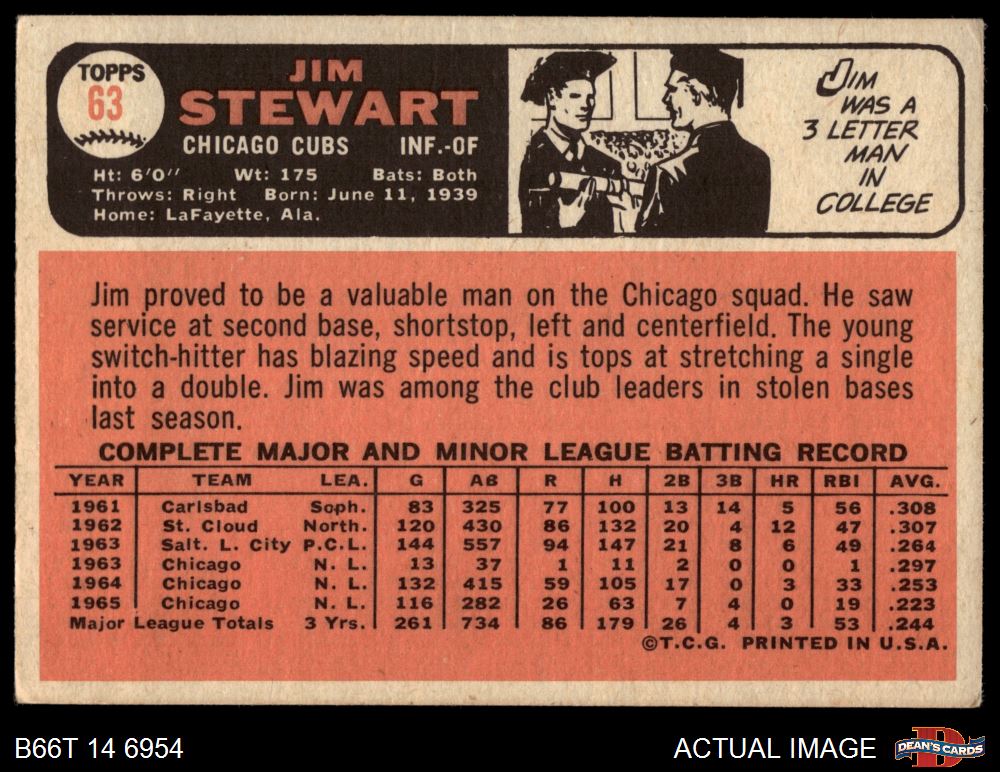 TOPPS
63
JIM
STEWART
CHICAGO CUBS INF.-OF
Ht: 6'0" Wt: 175 Bats: Both
Throws: Right Born: June 11, 1939
Home: LaFayette, Ala.
JIM
WAS A
3 LETTER
MAN
IN
COLLEGE
Jim proved to be a valuable man on the Chicago squad. He saw
service at second base, shortstop, left and centerfield. The young
switch-hitter has blazing speed and is tops at stretching a single
into a double. Jim was among the club leaders in stolen bases
last season.
COMPLETE MAJOR AND MINOR LEAGUE BATTING RECORD
YEAR TEAM LEA. G AB R H 2B 3B HR RBI AVG.
1961 Carlsbad Soph. 83 325 77 100 13 14 5 56 .308
1962 St. Cloud North. 120 430 86 132 20 4 12 47 .307
1963 Salt. L. City P.C.L. 144 557 94 147 21 8 6 49 .264
1963 Chicago N. L. 13 37 1 11 2 0 0 1 .297
1964 Chicago N. L. 132 415 59 105 17 0 3 33 .253
1965 Chicago N. L. 116 282 26 63 7 4 0 19 .223
Major League Totals 3 Yrs. 261 734 86 179 26 4 3 53 .244
©T.C.G. PRINTED IN U.S.A.
B66T 14 6954 ACTUAL IMAGE D DEAN'S CARDS